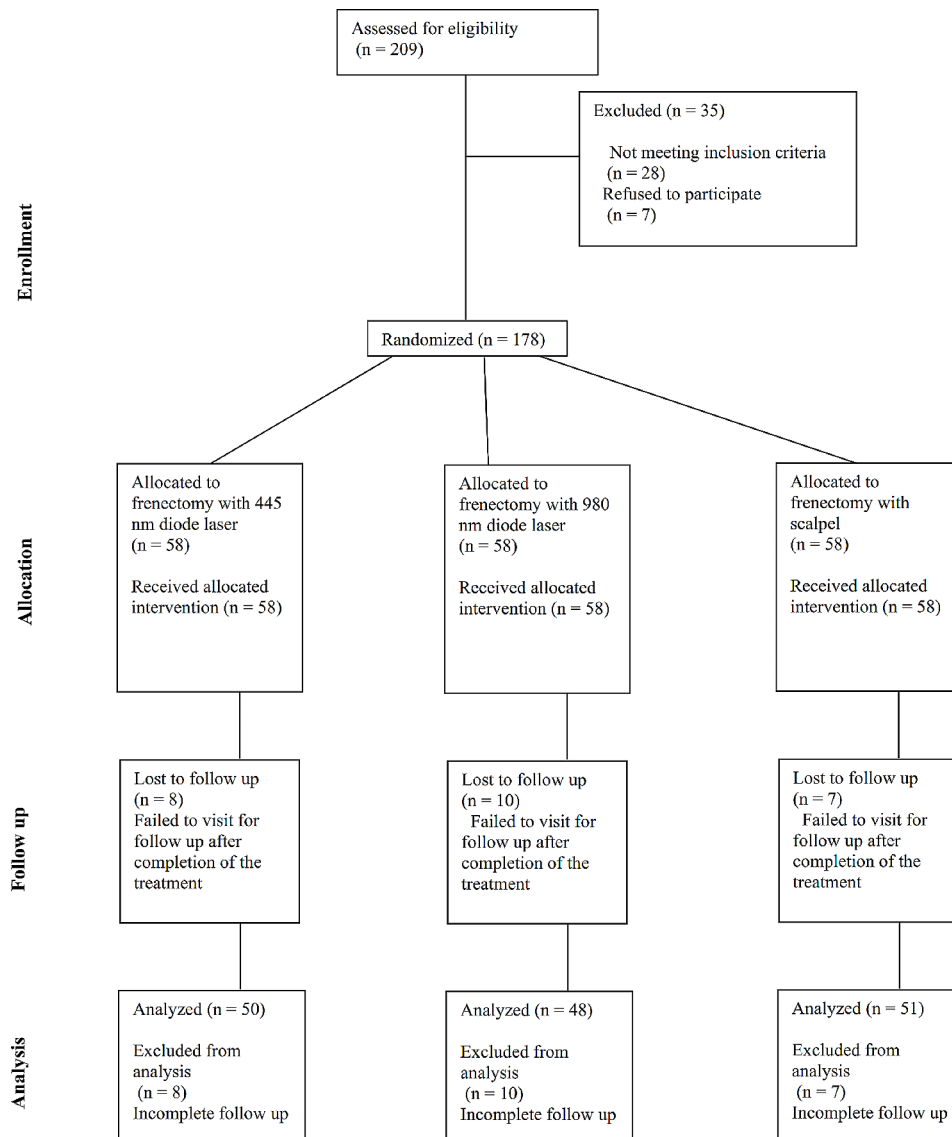 Assessed for eligibility
(n = 209)
Excluded (n = 35)
Not meeting inclusion criteria
(n = 28)
Refused to participate
(n = 7)
Enrollment
Randomized (n = 178)
Allocated to
frenectomy with 445
nm diode laser
(n = 58)
Received allocated
intervention (n = 58)
Allocated to
frenectomy with 980
nm diode laser
(n = 58)
Received allocated
intervention (n = 58)
Allocated to
frenectomy with
scalpel
(n = 58)
Received allocated
intervention (n = 58)
Allocation
Lost to follow up
(n = 8)
Failed to visit for
follow up after
completion of the
treatment
Lost to follow up
(n = 10)
Failed to visit for
follow up after
completion of the
treatment
Lost to follow up
(n = 7)
Failed to visit for
follow up after
completion of the
treatment
Follow up
Analyzed (n = 50)
Excluded from
analysis
(n = 8)
Incomplete follow up
Analyzed (n = 48)
Excluded from
analysis
(n = 10)
Incomplete follow up
Analyzed (n = 51)
Excluded from
analysis
(n = 7)
Incomplete follow up
Analysis